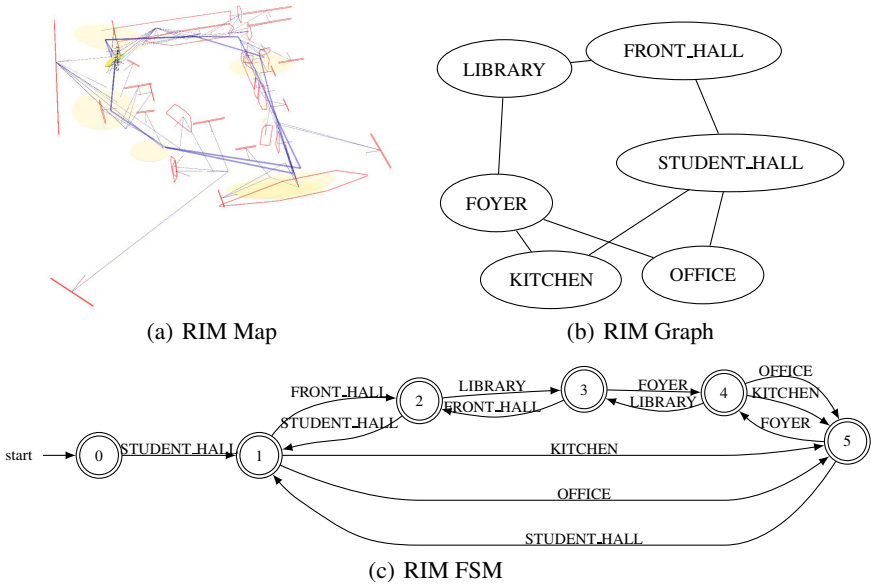 FRONT_HALL
LIBRARY
STUDENT_HALL
FOYER
KITCHEN
OFFICE
(a) RIM Map
(b) RIM Graph
OFFICE
FRONT_HALL
LIBRARY
3
FOYER
KITCHEN
2
4
FRONT_HALL
LIBRARY
STUDENT_HALL
FOYER
start
0
STUDENT_HALL
1
KITCHEN
5
OFFICE
STUDENT_HALL
(c) RIM FSM